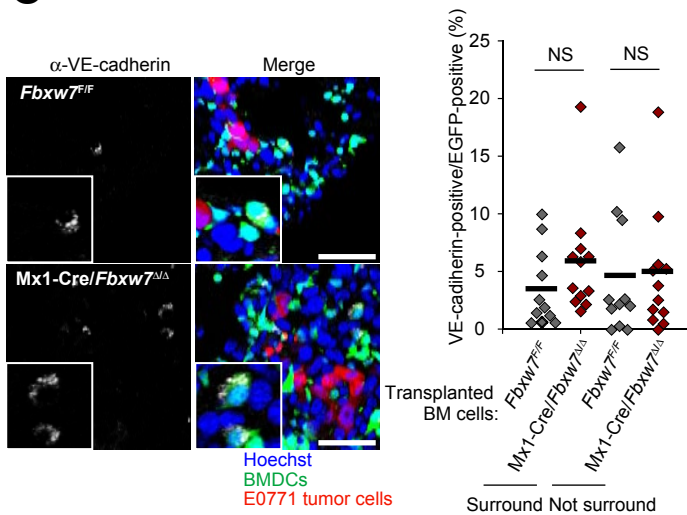 α-VE-cadherin
Merge
Fbxw7F/F
Mx1-Cre/Fbxw7Δ/Δ
Hoechst
BMDCs
E0771 tumor cells
VE-cadiherin-positive/EGFP-positive (%)
25
20
15
10
5
0
NS
NS
Transplanted
BM cells:
Fbxw7F/F
Mx1-Cre/Fbxw7Δ/Δ
Fbxw7F/F
Mx1-Cre/Fbxw7Δ/Δ
Surround Not surround